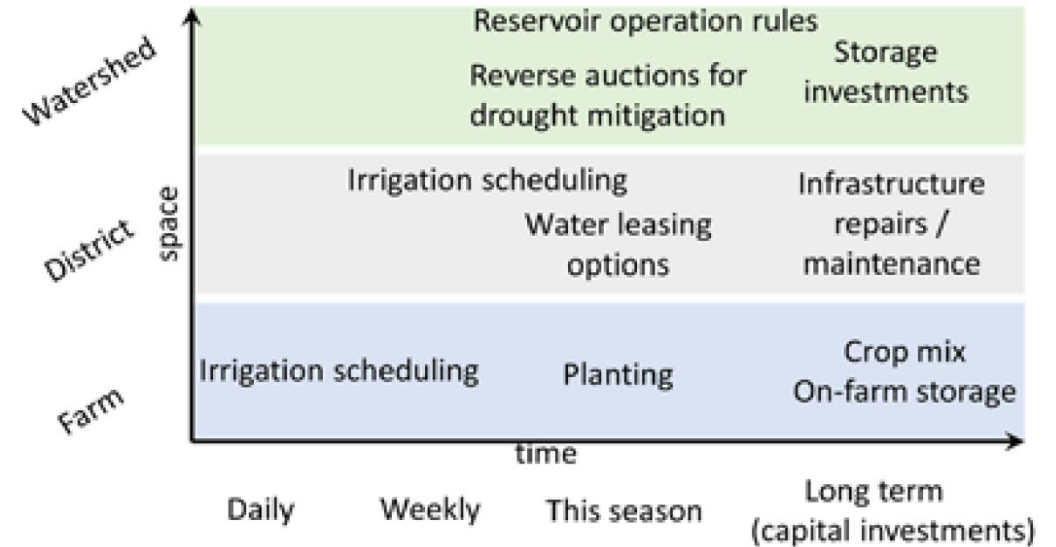 Watershed
Reservoir operation rules
Reverse auctions for
drought mitigation
Storage
investments
space
District
Irrigation scheduling
Water leasing
options
Infrastructure
repairs /
maintenance
Farm
Irrigation scheduling
Planting
Crop mix
On-farm storage
time
Daily
Weekly
This season
Long term
(capital investments)